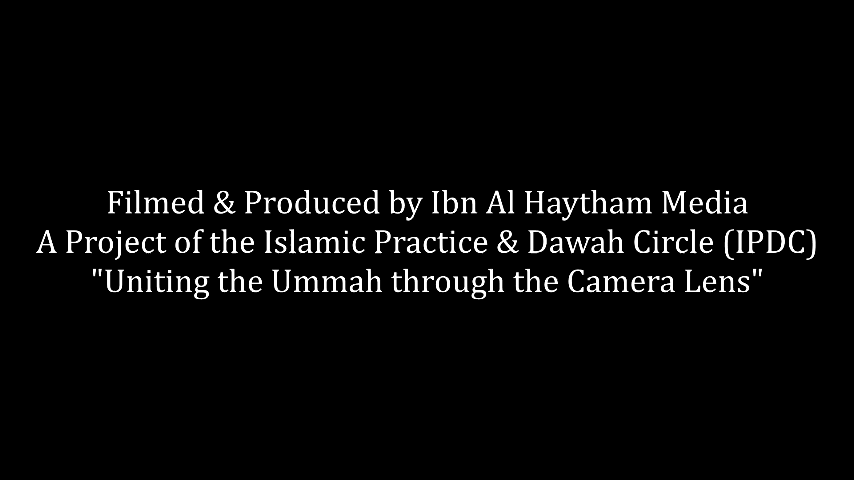 Filmed & Produced by Ibn Al Haytham Media
A Project of the Islamic Practice & Dawah Circle (IPDC)
"Uniting the Ummah through the Camera Lens"